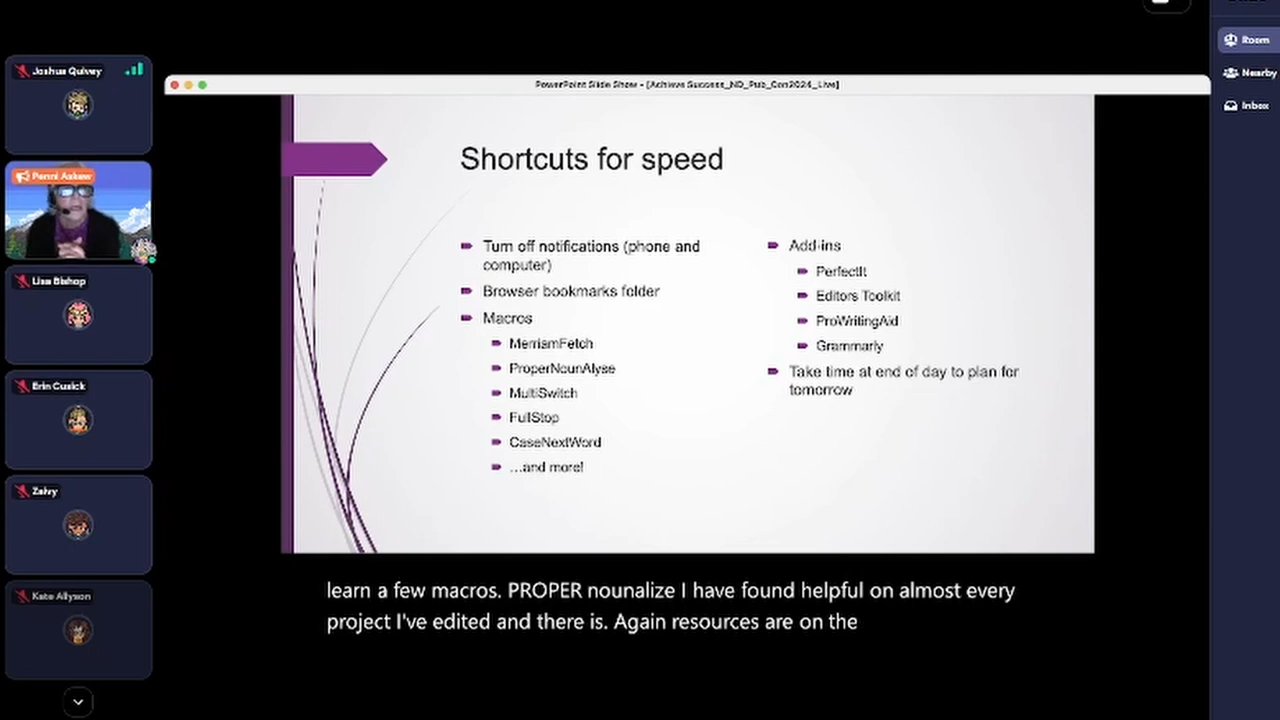 Room
Nearby
Inbox
Joshua Quivey
Penni Askew
Lisa Bishop
Erin Cusick
Zelvy
Kate Allyson
PowerPoint Slide Show - [Achieve Success_ND_Pub_Con2024_Live]
Shortcuts for speed
Turn off notifications (phone and
computer)
Browser bookmarks folder
Macros
MerriamFetch
ProperNounAlyse
MultiSwitch
FullStop
CaseNextWord
...and more!
Add-ins
PerfectIt
Editors Toolkit
ProWritingAid
Grammarly
Take time at end of day to plan for
tomorrow
learn a few macros. PROPER nounalize I have found helpful on almost every
project I've edited and there is. Again resources are on the